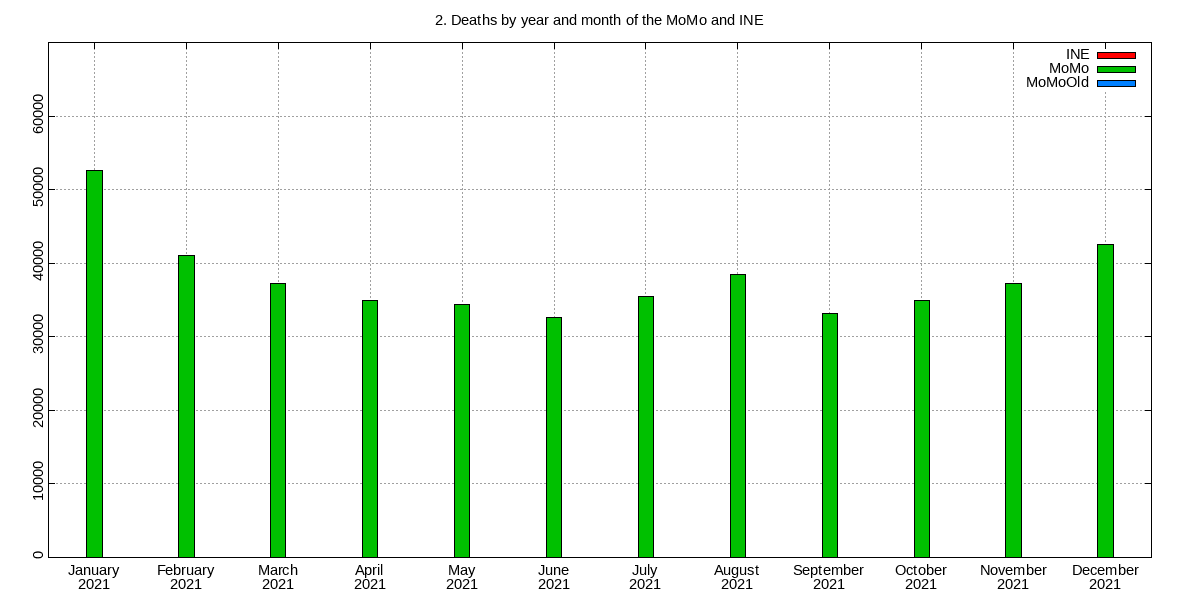 2. Deaths by year and month of the MoMo and INE
INE
MoMo
MoMoOld
60000
50000
40000
30000
20000
10000
0
January February March April May June July August September October November December
2021 2021 2021 2021 2021 2021 2021 2021 2021 2021 2021 2021